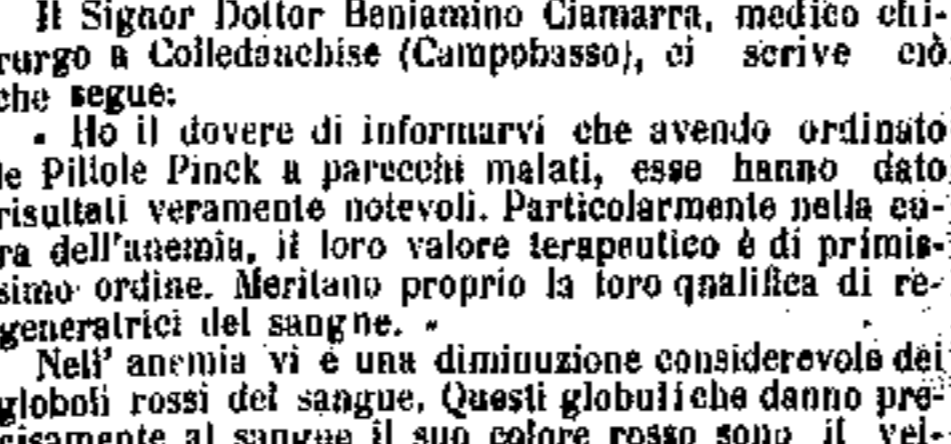 Il Signor Dottor Beniamino Ciamarra, medico chi-
rurgo a Colledanchise (Campobasso), ci scrive ciò
che segue:
« Ho il dovere di informarvi che avendo ordinato
le Pillole Pinck a parecchi malati, esse hanno dato
risultati veramente notevoli. Particolarmente nella cu-
ra dell'anemia, il loro valore terapeutico è di primis-
simo ordine. Meritano proprio la loro qualifica di re-
generatrici del sangue. »
Nell' anemia vi è una diminuzione considerevole dei
globoli rossi del sangue. Questi globuli che danno pre-
cisamente al sangue il suo colore rosso sono il vei-